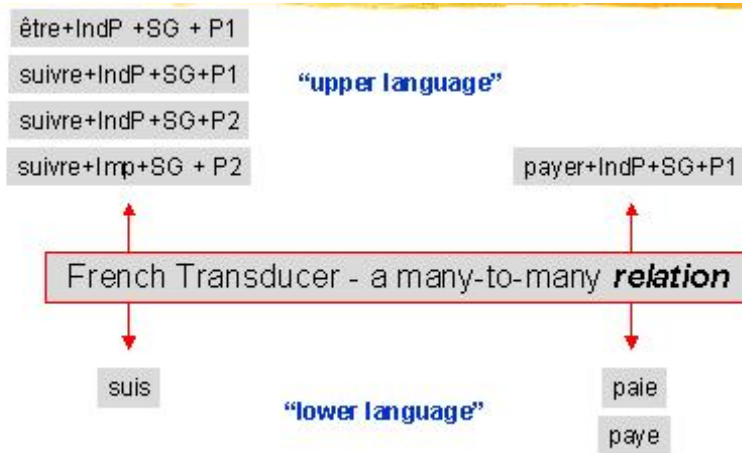 être+IndP +SG + P1
suivre+IndP+SG+P1
suivre+IndP+SG+P2
suivre+Imp+SG + P2
“upper language”
payer+IndP+SG+P1
French Transducer - a many-to-many relation
suis
“lower language”
paie
paye